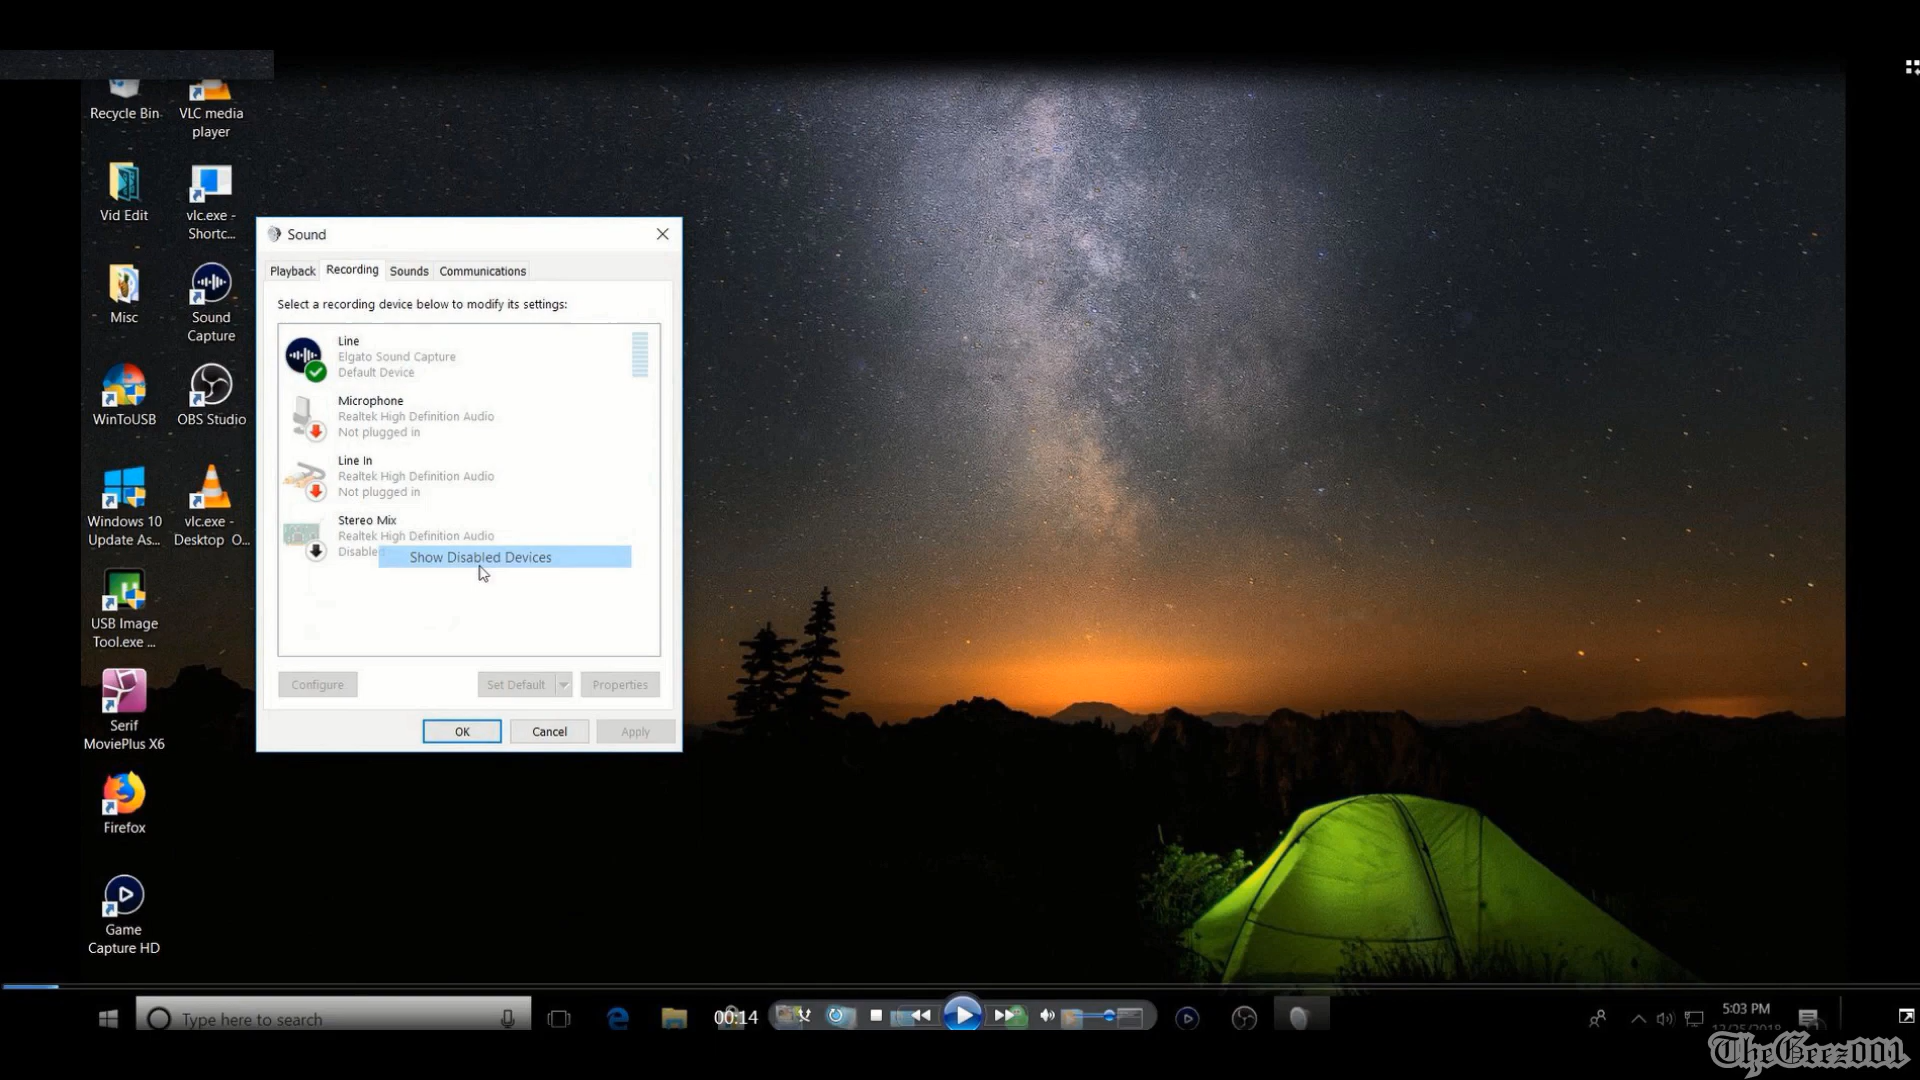 Recycle Bin
VLC media
player
Vid Edit
vlc.exe -
Shortc...
Misc
Sound
Capture
WinToUSB
OBS Studio
Windows 10
Update As...
vlc.exe -
Desktop O...
USB Image
Tool.exe ...
Serif
MoviePlus X6
Firefox
Game
Capture HD
Sound
Playback
Recording
Sounds
Communications
Select a recording device below to modify its settings:
Line
Elgato Sound Capture
Default Device
Microphone
Realtek High Definition Audio
Not plugged in
Line In
Realtek High Definition Audio
Not plugged in
Stereo Mix
Realtek High Definition Audio
Disabled
Show Disabled Devices
Configure
Set Default
Properties
OK
Cancel
Apply
Type here to search
00:14
5:03 PM
12/25/2018
TheGeez001